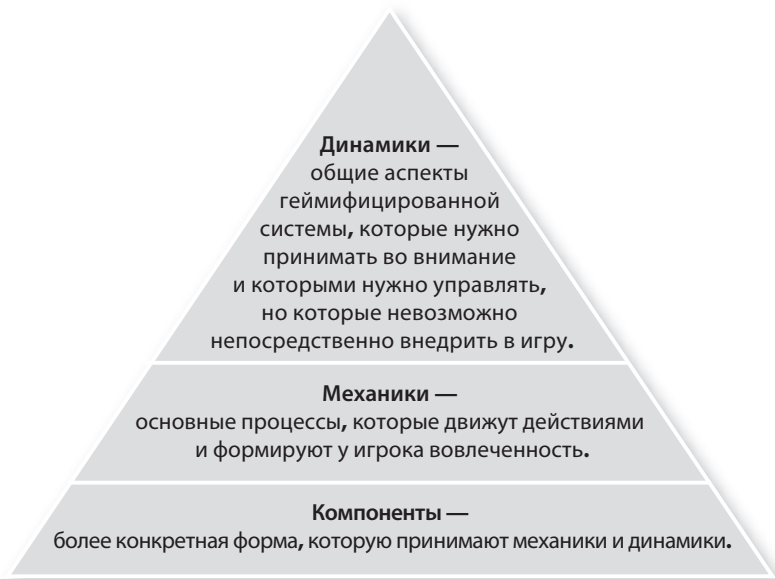 Динамики —
общие аспекты
геймифицированной
системы, которые нужно
принимать во внимание
и которыми нужно управлять,
но которые невозможно
непосредственно внедрить в игру.
Механики —
основные процессы, которые движут действиями
и формируют у игрока вовлеченность.
Компоненты —
более конкретная форма, которую принимают механики и динамики.